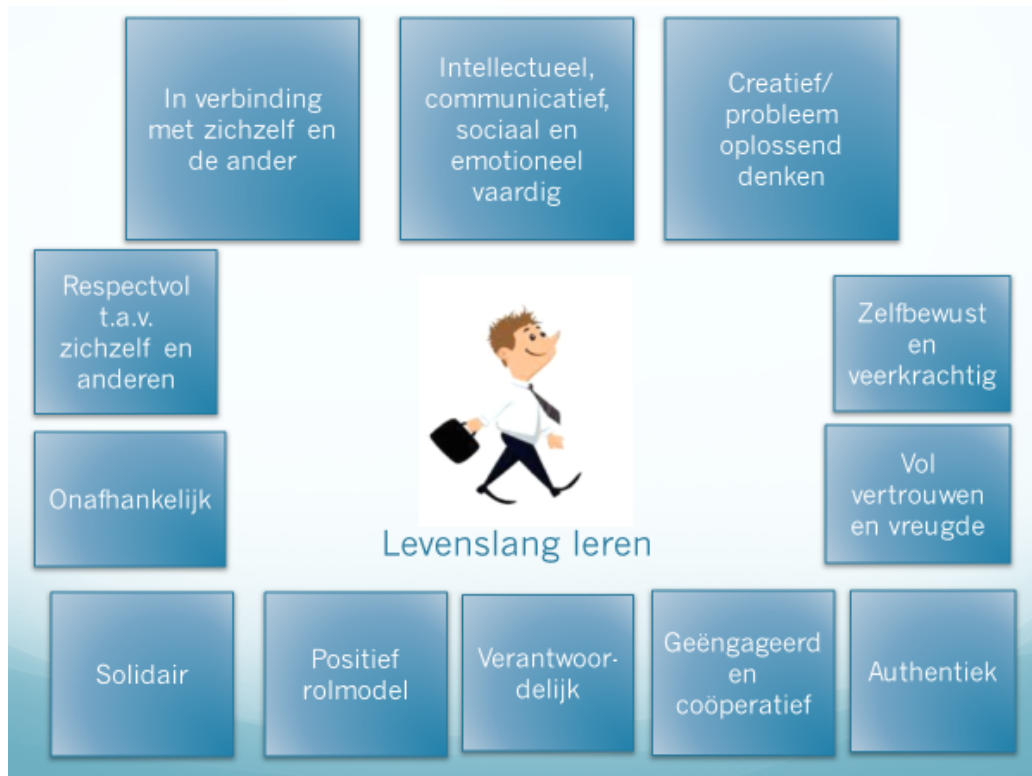 In verbinding
met zichzelf en
de ander
Intellectueel,
communicatief,
sociaal en
emotioneel
vaardig
Creatief/
probleem
oplossend
denken
Respectvol
t.a.v.
zichzelf en
anderen
Zelfbewust
en
veerkrachtig
Onafhankelijk
Vol
vertrouwen
en vreugde
Levenslang leren
Solidair
Positief
rolmodel
Verantwoor-
delijk
Geëngageerd
en
coöperatief
Authentiek